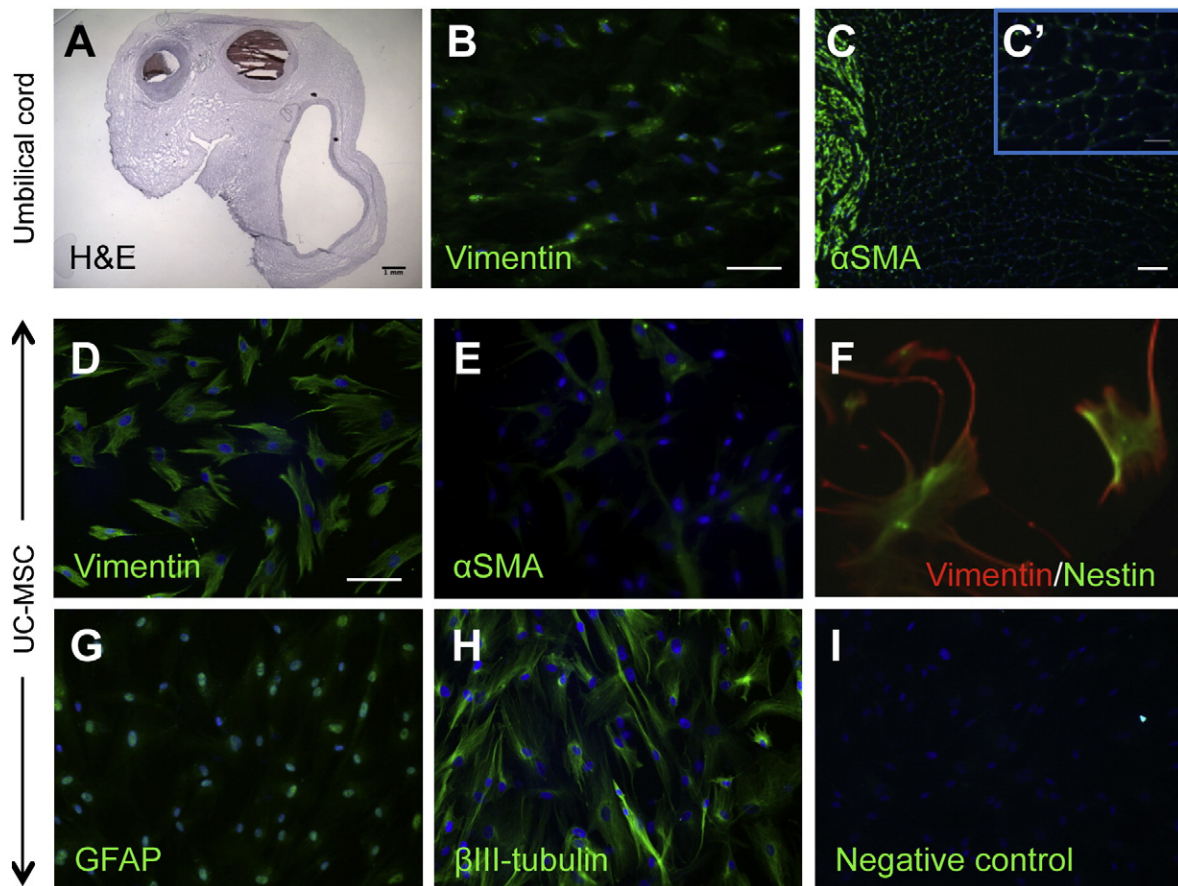 Umbilical cord
A
H&E
1 mm
B
Vimentin
C
αSMA
C’
UC-MSC
D
Vimentin
E
αSMA
F
Vimentin/Nestin
G
GFAP
H
βIII-tubulin
I
Negative control